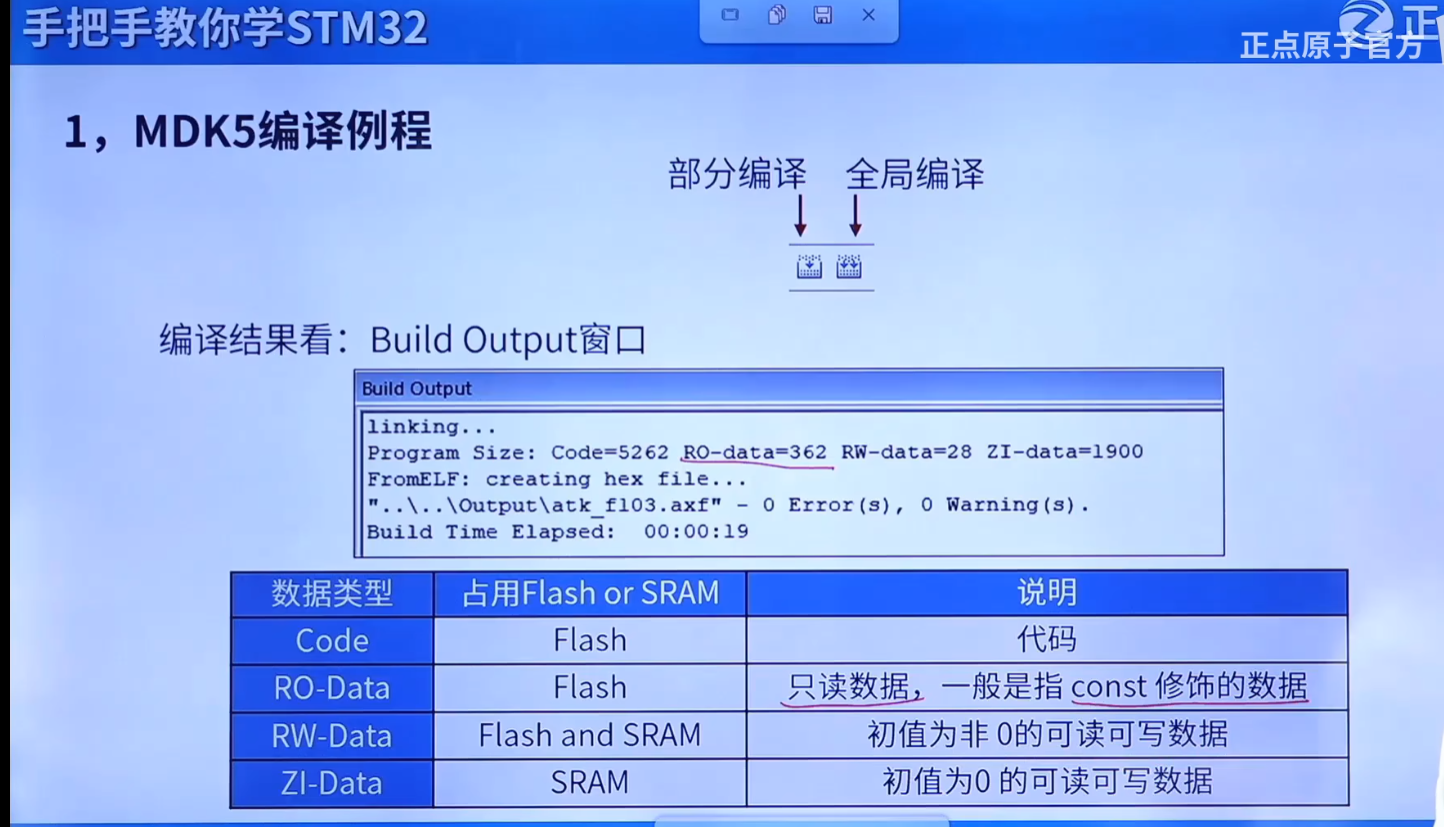 手把手教你学STM32
正
正点原子官方
1，MDK5编译例程
部分编译 全局编译
编译结果看：Build Output窗口
Build Output
linking...
Program Size: Code=5262 RO-data=362 RW-data=28 ZI-data=1900
FromELF: creating hex file...
"..\..\Output\atk_f103.axf" - 0 Error(s), 0 Warning(s).
Build Time Elapsed:  00:00:19
数据类型 占用Flash or SRAM 说明
Code Flash 代码
RO-Data Flash 只读数据，一般是指 const 修饰的数据
RW-Data Flash and SRAM 初值为非 0的可读可写数据
ZI-Data SRAM 初值为0 的可读可写数据